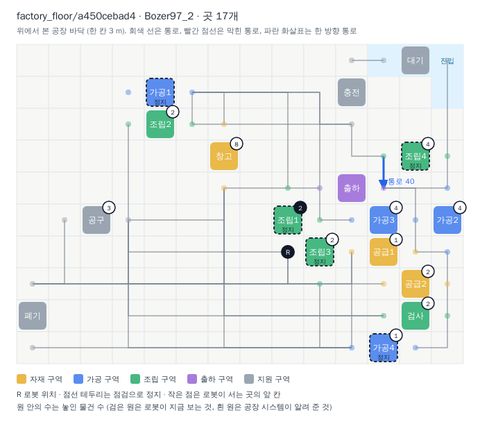 factory_floor/a450cebad4 · Bozer97_2 · 곳 17개
위에서 본 공장 바닥 (한 칸 3 m). 회색 선은 통로, 빨간 점선은 막힌 통로, 파란 화살표는 한 방향 통로
대기
진입
충전
가공1
정지
2
조립2
8
창고
4
조립4
정지
통로 40
출하
3
공구
2
조립1
정지
4
가공3
4
가공2
R
2
조립3
정지
1
공급1
2
공급2
폐기
2
검사
1
가공4
정지
자재 구역
가공 구역
조립 구역
출하 구역
지원 구역
R 로봇 위치 · 점선 테두리는 점검으로 정지 · 작은 점은 로봇이 서는 곳의 앞 칸
원 안의 수는 놓인 물건 수 (검은 원은 로봇이 지금 보는 것, 흰 원은 공장 시스템이 알려 준 것)